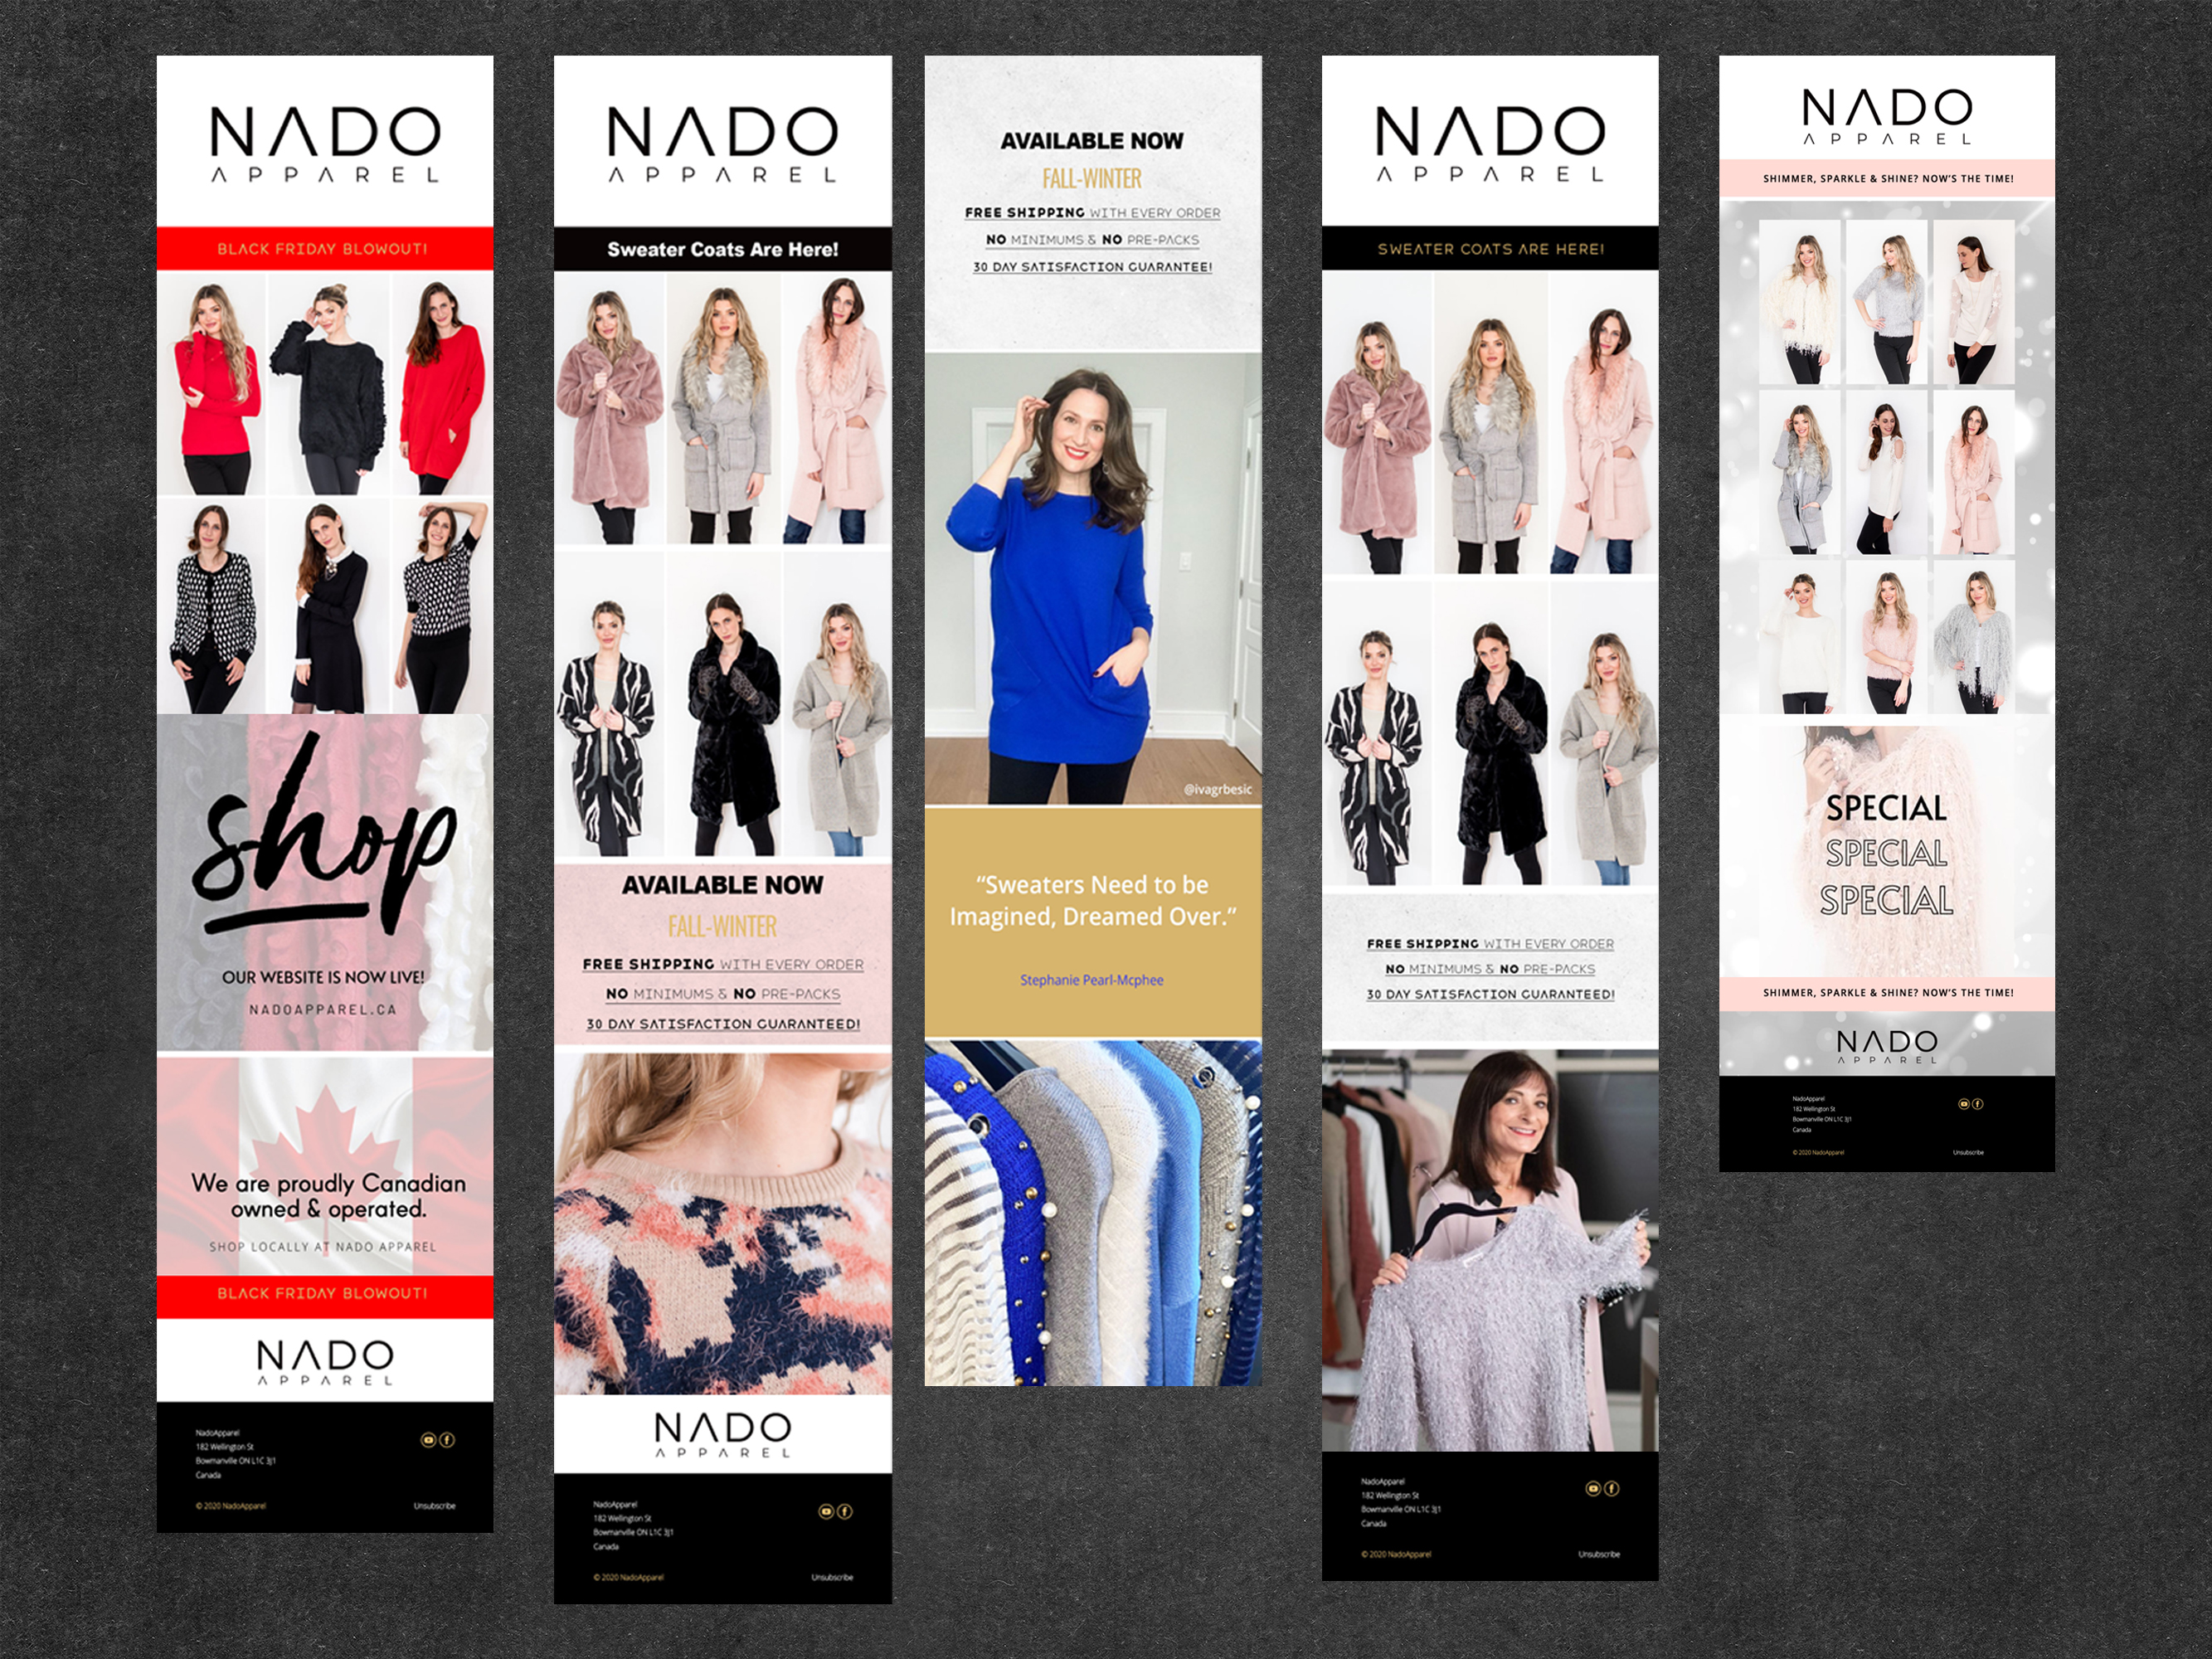 NADO
APPAREL
BLACK FRIDAY BLOWOUT!
shop
OUR WEBSITE IS NOW LIVE!
NADOAPPAREL.CA
We are proudly Canadian
owned & operated.
SHOP LOCALLY AT NADO APPAREL
BLACK FRIDAY BLOWOUT!
NADO
APPAREL
NadoApparel
182 Wellington St
Bowmanville ON L1C 3J1
Canada
© 2020 NadoApparel
Unsubscribe
NADO
APPAREL
Sweater Coats Are Here!
AVAILABLE NOW
FALL-WINTER
FREE SHIPPING WITH EVERY ORDER
NO MINIMUMS & NO PRE-PACKS
30 DAY SATISFACTION GUARANTEED!
NADO
APPAREL
NadoApparel
182 Wellington St
Bowmanville ON L1C 3J1
Canada
© 2020 NadoApparel
Unsubscribe
AVAILABLE NOW
FALL-WINTER
FREE SHIPPING WITH EVERY ORDER
NO MINIMUMS & NO PRE-PACKS
30 DAY SATISFACTION GUARANTEE!
@ivagrbesic
“Sweaters Need to be
Imagined, Dreamed Over.”
Stephanie Pearl-Mcphee
NADO
APPAREL
SWEATER COATS ARE HERE!
FREE SHIPPING WITH EVERY ORDER
NO MINIMUMS & NO PRE-PACKS
30 DAY SATISFACTION GUARANTEED!
NadoApparel
182 Wellington St
Bowmanville ON L1C 3J1
Canada
© 2020 NadoApparel
Unsubscribe
NADO
APPAREL
SHIMMER, SPARKLE & SHINE? NOW'S THE TIME!
SPECIAL
SPECIAL
SPECIAL
SHIMMER, SPARKLE & SHINE? NOW'S THE TIME!
NADO
APPAREL
NadoApparel
182 Wellington St
Bowmanville ON L1C 3J1
Canada
© 2020 NadoApparel
Unsubscribe